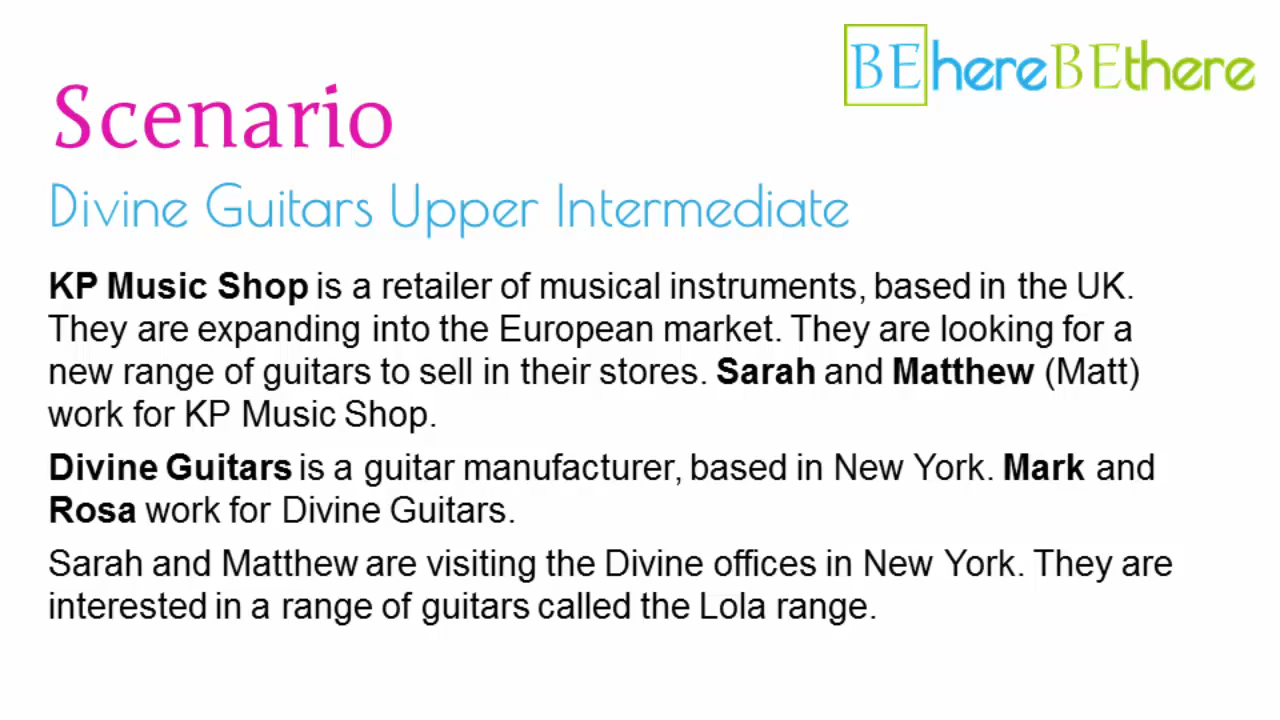 BEhereBEthere
Scenario
Divine Guitars Upper Intermediate
KP Music Shop is a retailer of musical instruments, based in the UK.
They are expanding into the European market. They are looking for a
new range of guitars to sell in their stores. Sarah and Matthew (Matt)
work for KP Music Shop.
Divine Guitars is a guitar manufacturer, based in New York. Mark and
Rosa work for Divine Guitars.
Sarah and Matthew are visiting the Divine offices in New York. They are
interested in a range of guitars called the Lola range.